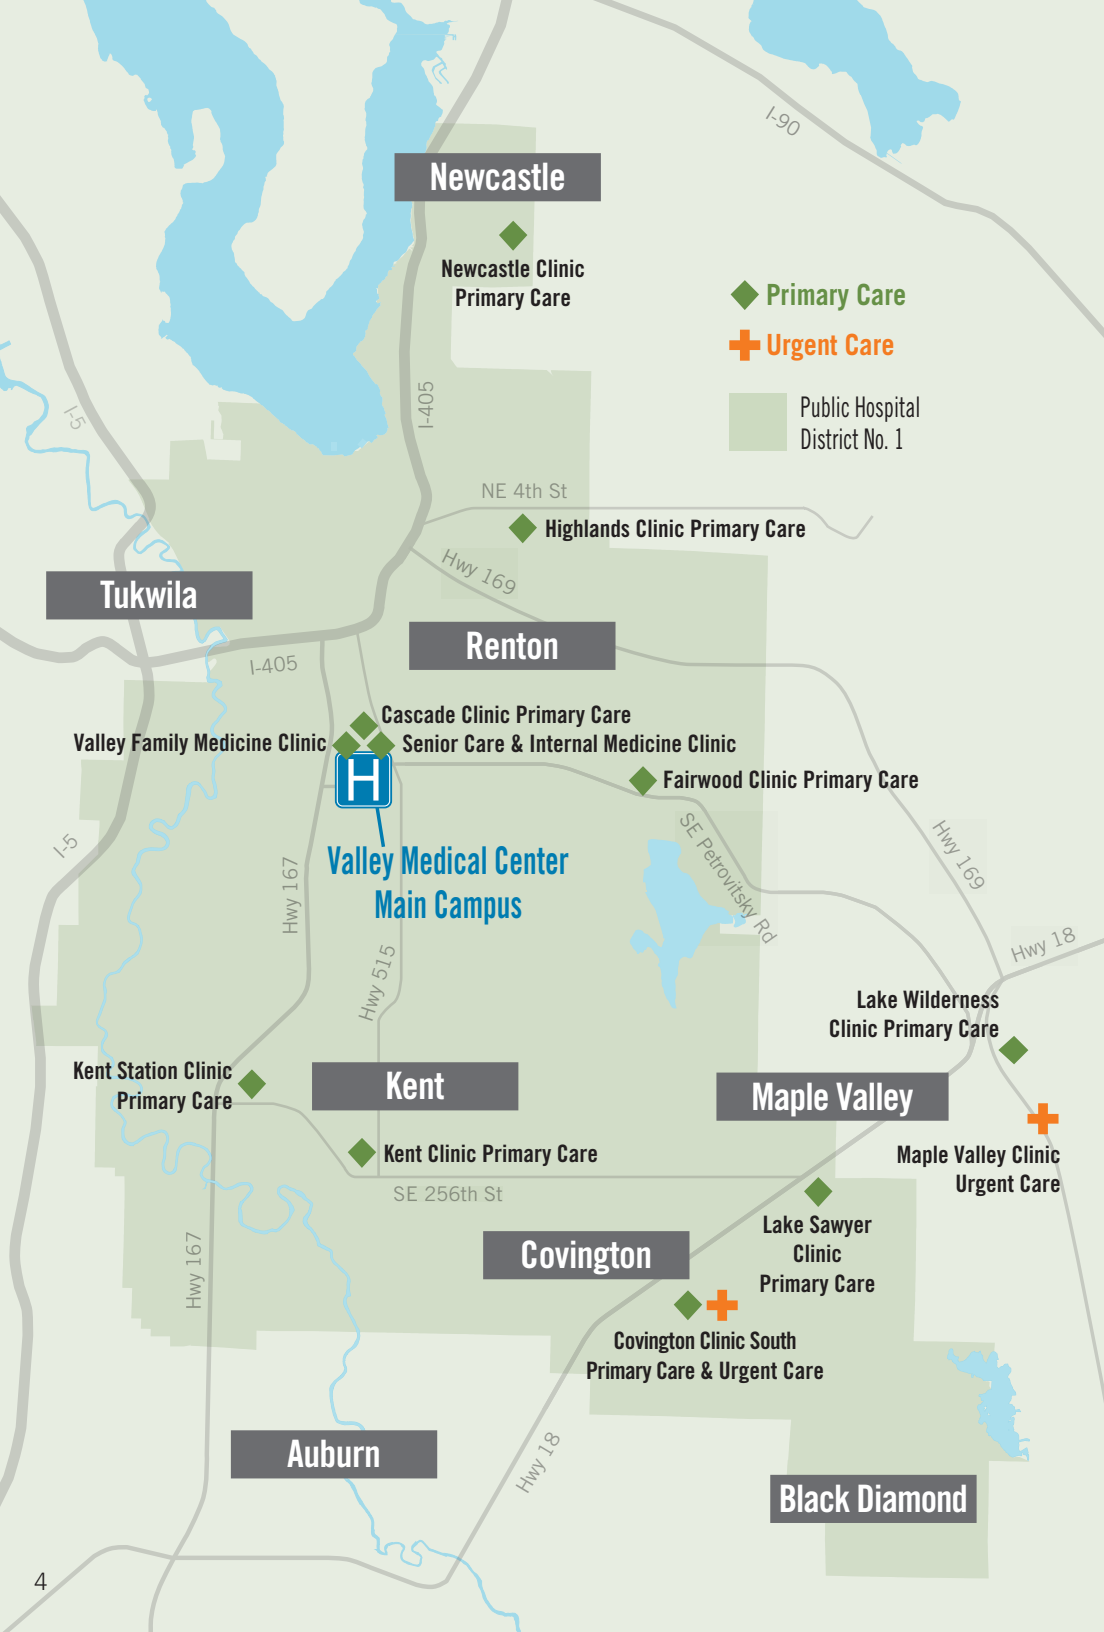 I-90
Newcastle
Newcastle Clinic
Primary Care
Primary Care
Urgent Care
Public Hospital
District No. 1
I-5
I-405
NE 4th St
Highlands Clinic Primary Care
Hwy 169
Tukwila
Renton
I-405
Cascade Clinic Primary Care
Valley Family Medicine Clinic
Senior Care & Internal Medicine Clinic
H
Fairwood Clinic Primary Care
I-5
Valley Medical Center
Main Campus
Hwy 167
SE Petrovitsky Rd
Hwy 169
Hwy 18
Hwy 515
Lake Wilderness
Clinic Primary Care
Kent Station Clinic
Primary Care
Kent
Maple Valley
Kent Clinic Primary Care
Maple Valley Clinic
Urgent Care
SE 256th St
Lake Sawyer
Clinic
Primary Care
Hwy 167
Covington
Covington Clinic South
Primary Care & Urgent Care
Auburn
Hwy 18
Black Diamond
4